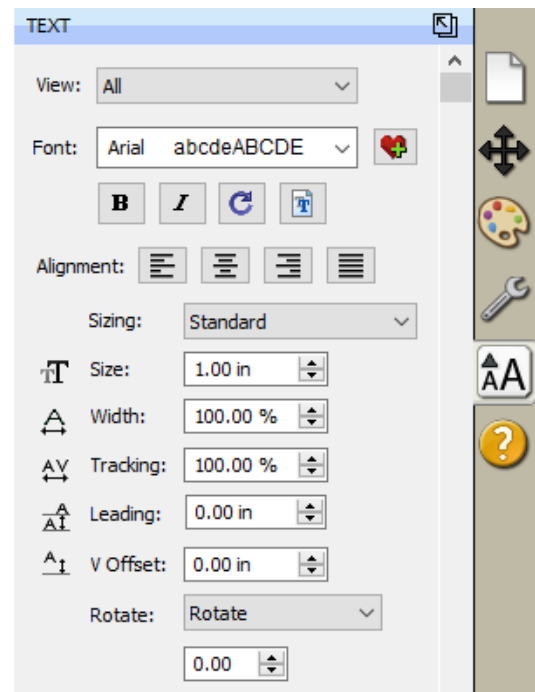 TEXT
View: All
Font: Arial abcdeABCDE
B I
Alignment:
Sizing: Standard
Size: 1.00 in
Width: 100.00 %
Tracking: 100.00 %
Leading: 0.00 in
V Offset: 0.00 in
Rotate: Rotate
0.00